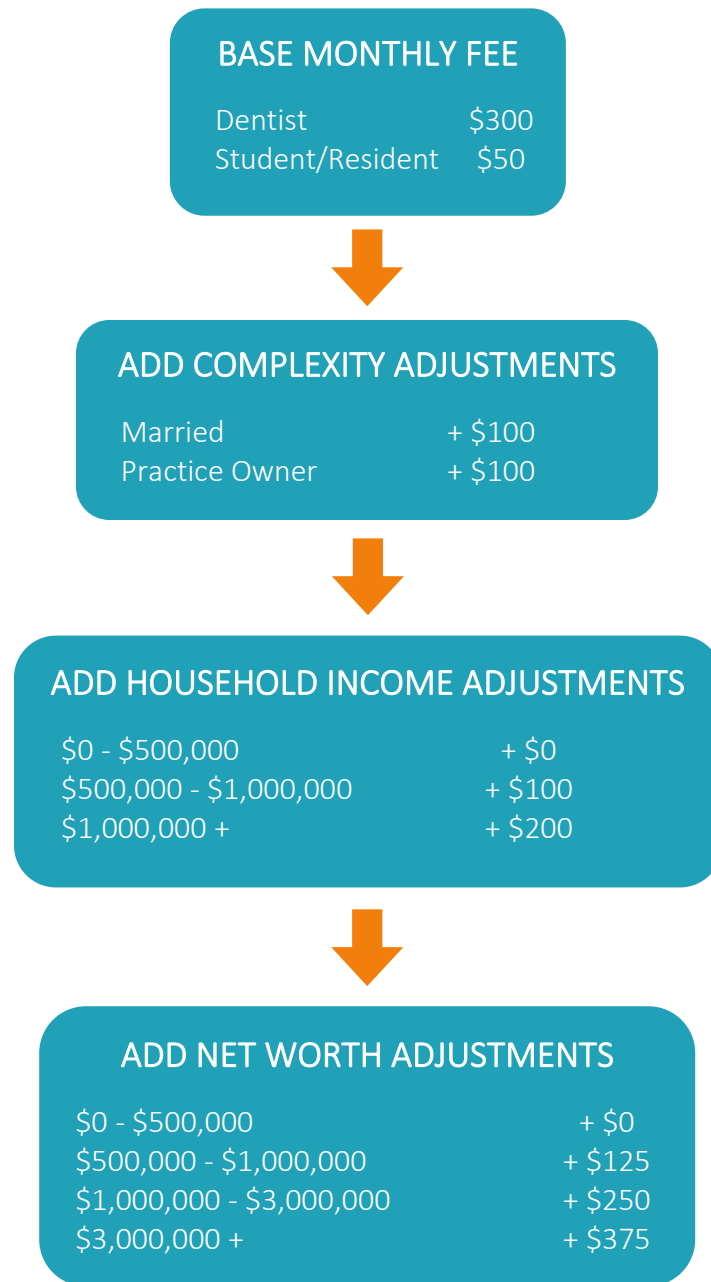 BASE MONTHLY FEE
Dentist $300
Student/Resident $50
ADD COMPLEXITY ADJUSTMENTS
Married + $100
Practice Owner + $100
ADD HOUSEHOLD INCOME ADJUSTMENTS
$0 - $500,000 + $0
$500,000 - $1,000,000 + $100
$1,000,000 + + $200
ADD NET WORTH ADJUSTMENTS
$0 - $500,000 + $0
$500,000 - $1,000,000 + $125
$1,000,000 - $3,000,000 + $250
$3,000,000 + + $375